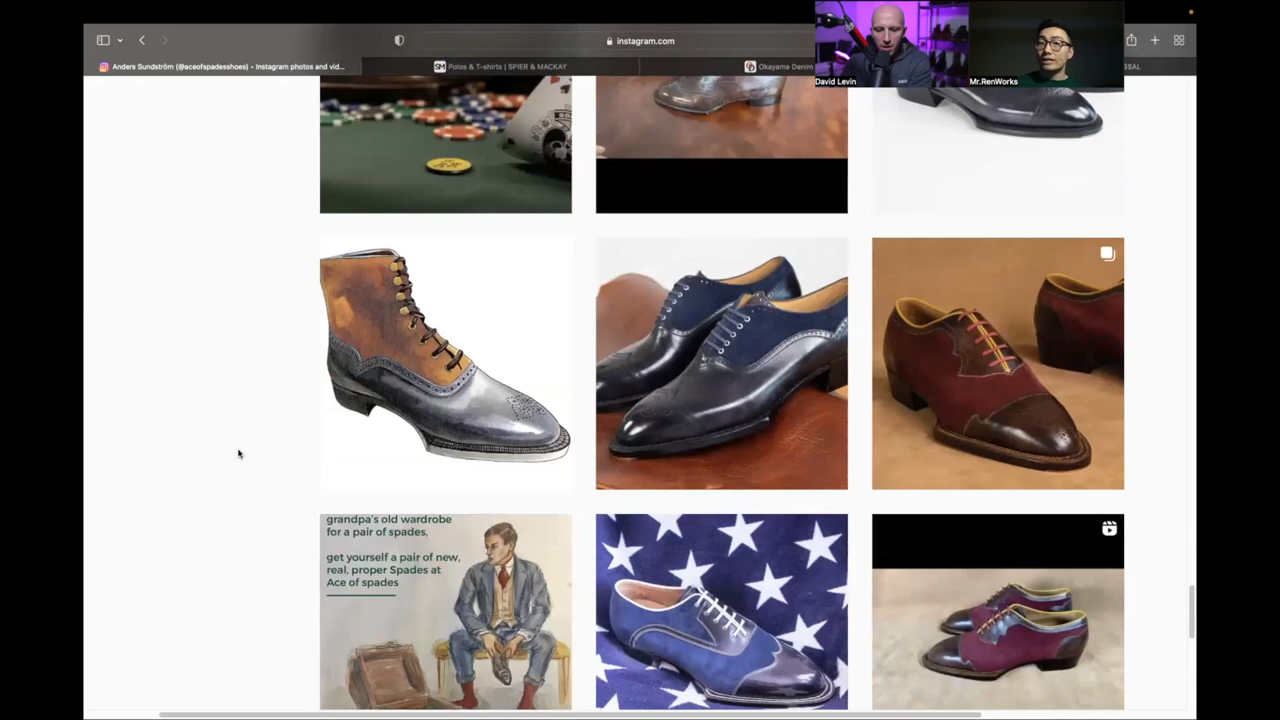 instagram.com
Anders Sundström (@aceofspadesshoes) • Instagram photos and vid...
SM Polos & T-shirts | SPIER & MACKAY
Okayama Denim
SAL
David Levin
Mr.RenWorks
grandpa's old wardrobe
for a pair of spades,
get yourself a pair of new,
real, proper Spades at
Ace of spades